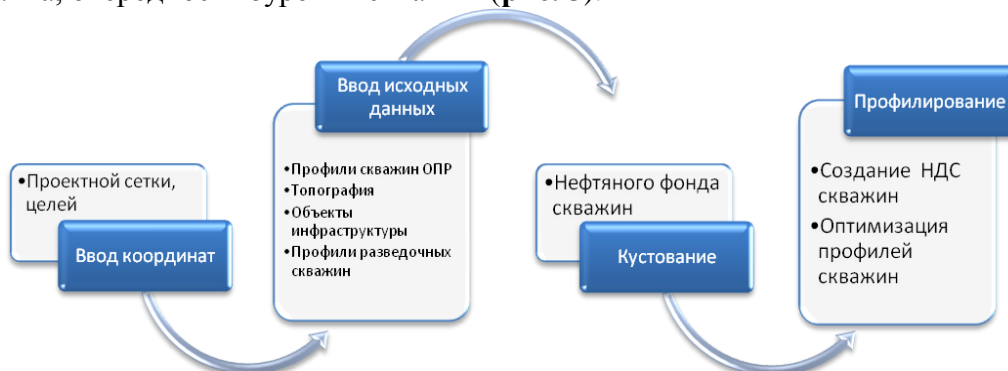 Ввод исходных
данных
•Профили скважин ОПР
•Топография
•Объекты
инфраструктуры
•Профили разведочных
скважин
•Проектной сетки,
целей
Ввод координат
•Нефтяного фонда
скважин
Кустование
Профилирование
•Создание НДС
скважин
•Оптимизация
профилей
скважин